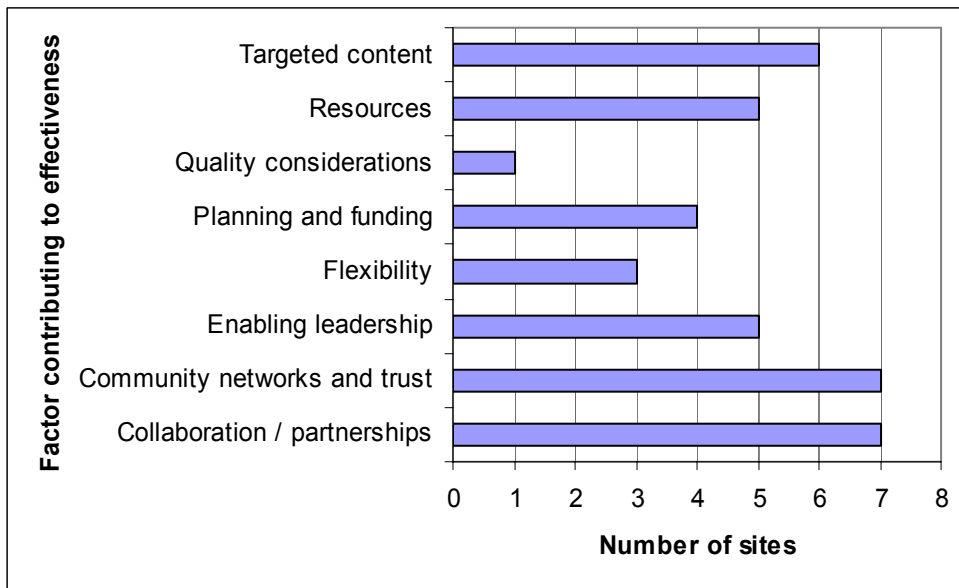 Factor contributing to effectiveness
Targeted content
Resources
Quality considerations
Planning and funding
Flexibility
Enabling leadership
Community networks and trust
Collaboration / partnerships
0 1 2 3 4 5 6 7 8
Number of sites